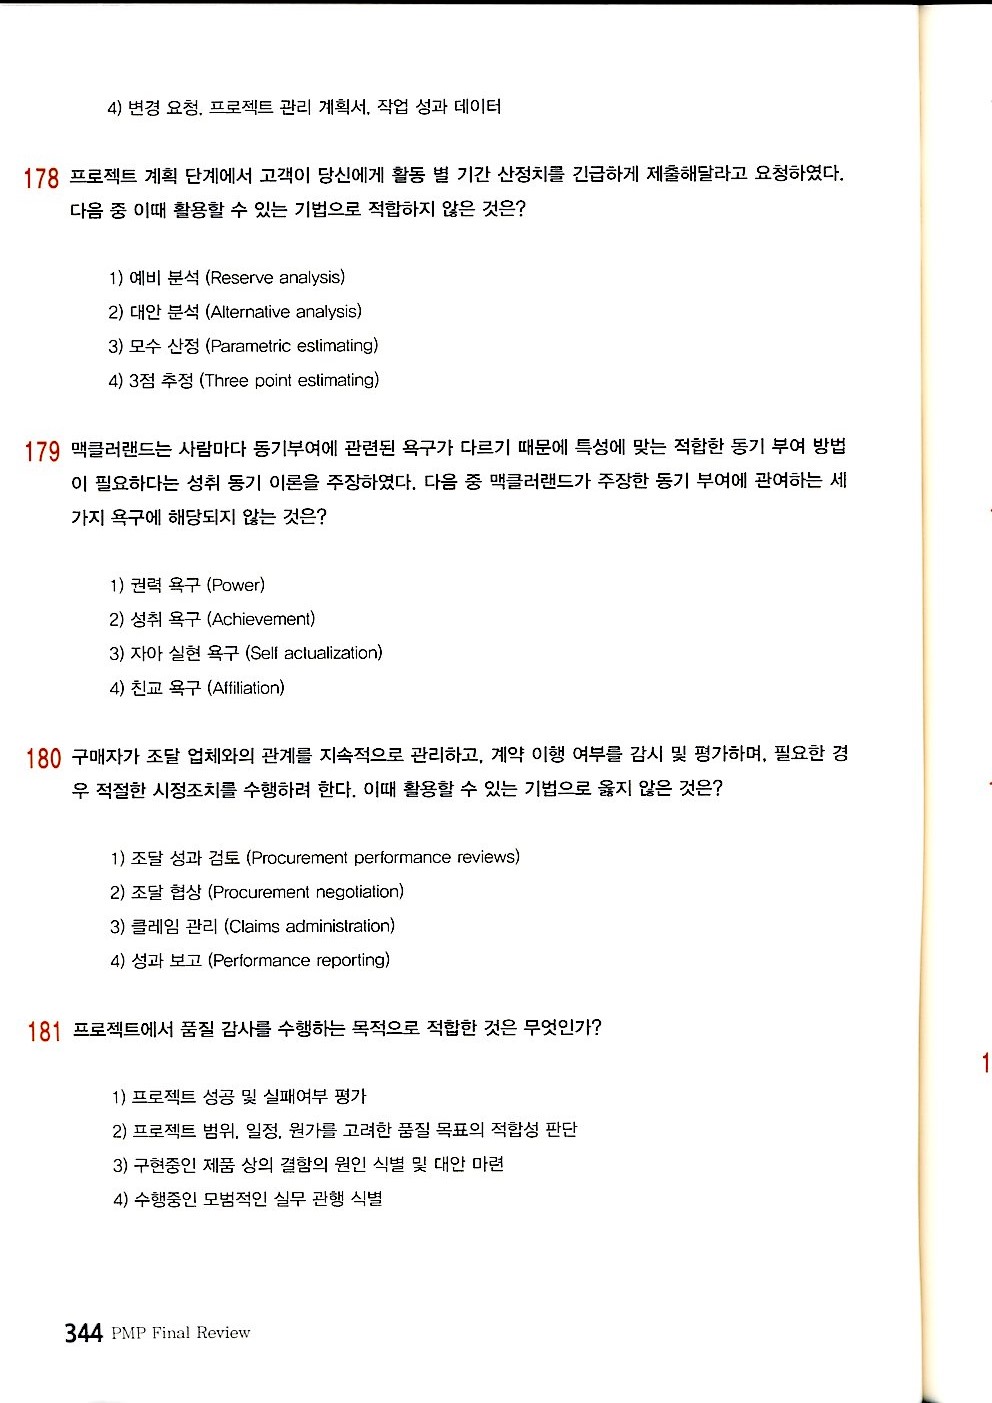 4) 변경 요청, 프로젝트 관리 계획서, 작업 성과 데이터
178 프로젝트 계획 단계에서 고객이 당신에게 활동 별 기간 산정치를 긴급하게 제출해달라고 요청하였다.
다음 중 이때 활용할 수 있는 기법으로 적합하지 않은 것은?
1) 예비 분석 (Reserve analysis)
2) 대안 분석 (Alternative analysis)
3) 모수 산정 (Parametric estimating)
4) 3점 추정 (Three point estimating)
179 맥클러랜드는 사람마다 동기부여에 관련된 욕구가 다르기 때문에 특성에 맞는 적합한 동기 부여 방법
이 필요하다는 성취 동기 이론을 주장하였다. 다음 중 맥클러랜드가 주장한 동기 부여에 관여하는 세
가지 욕구에 해당되지 않는 것은?
1) 권력 욕구 (Power)
2) 성취 욕구 (Achievement)
3) 자아 실현 욕구 (Self actualization)
4) 친교 욕구 (Affiliation)
180 구매자가 조달 업체와의 관계를 지속적으로 관리하고, 계약 이행 여부를 감시 및 평가하며, 필요한 경
우 적절한 시정조치를 수행하려 한다. 이때 활용할 수 있는 기법으로 옳지 않은 것은?
1) 조달 성과 검토 (Procurement performance reviews)
2) 조달 협상 (Procurement negotiation)
3) 클레임 관리 (Claims administration)
4) 성과 보고 (Performance reporting)
181 프로젝트에서 품질 감사를 수행하는 목적으로 적합한 것은 무엇인가?
1) 프로젝트 성공 및 실패여부 평가
2) 프로젝트 범위, 일정, 원가를 고려한 품질 목표의 적합성 판단
3) 구현중인 제품 상의 결함의 원인 식별 및 대안 마련
4) 수행중인 모범적인 실무 관행 식별
344 PMP Final Review